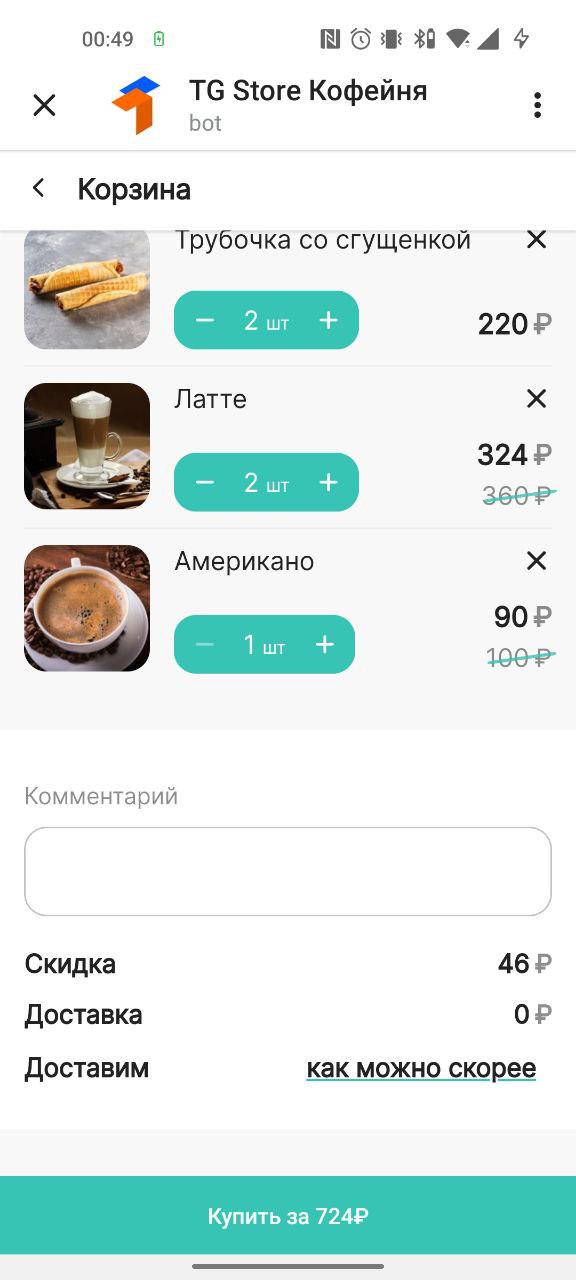 00:49
TG Store Кофейня
bot
Корзина
Трубочка со сгущенкой
2 шт
220 ₽
Латте
324 ₽
2 шт
360 ₽
Американо
90 ₽
1 шт
100 ₽
Комментарий
Скидка 46 ₽
Доставка 0 ₽
Доставим как можно скорее
Купить за 724₽